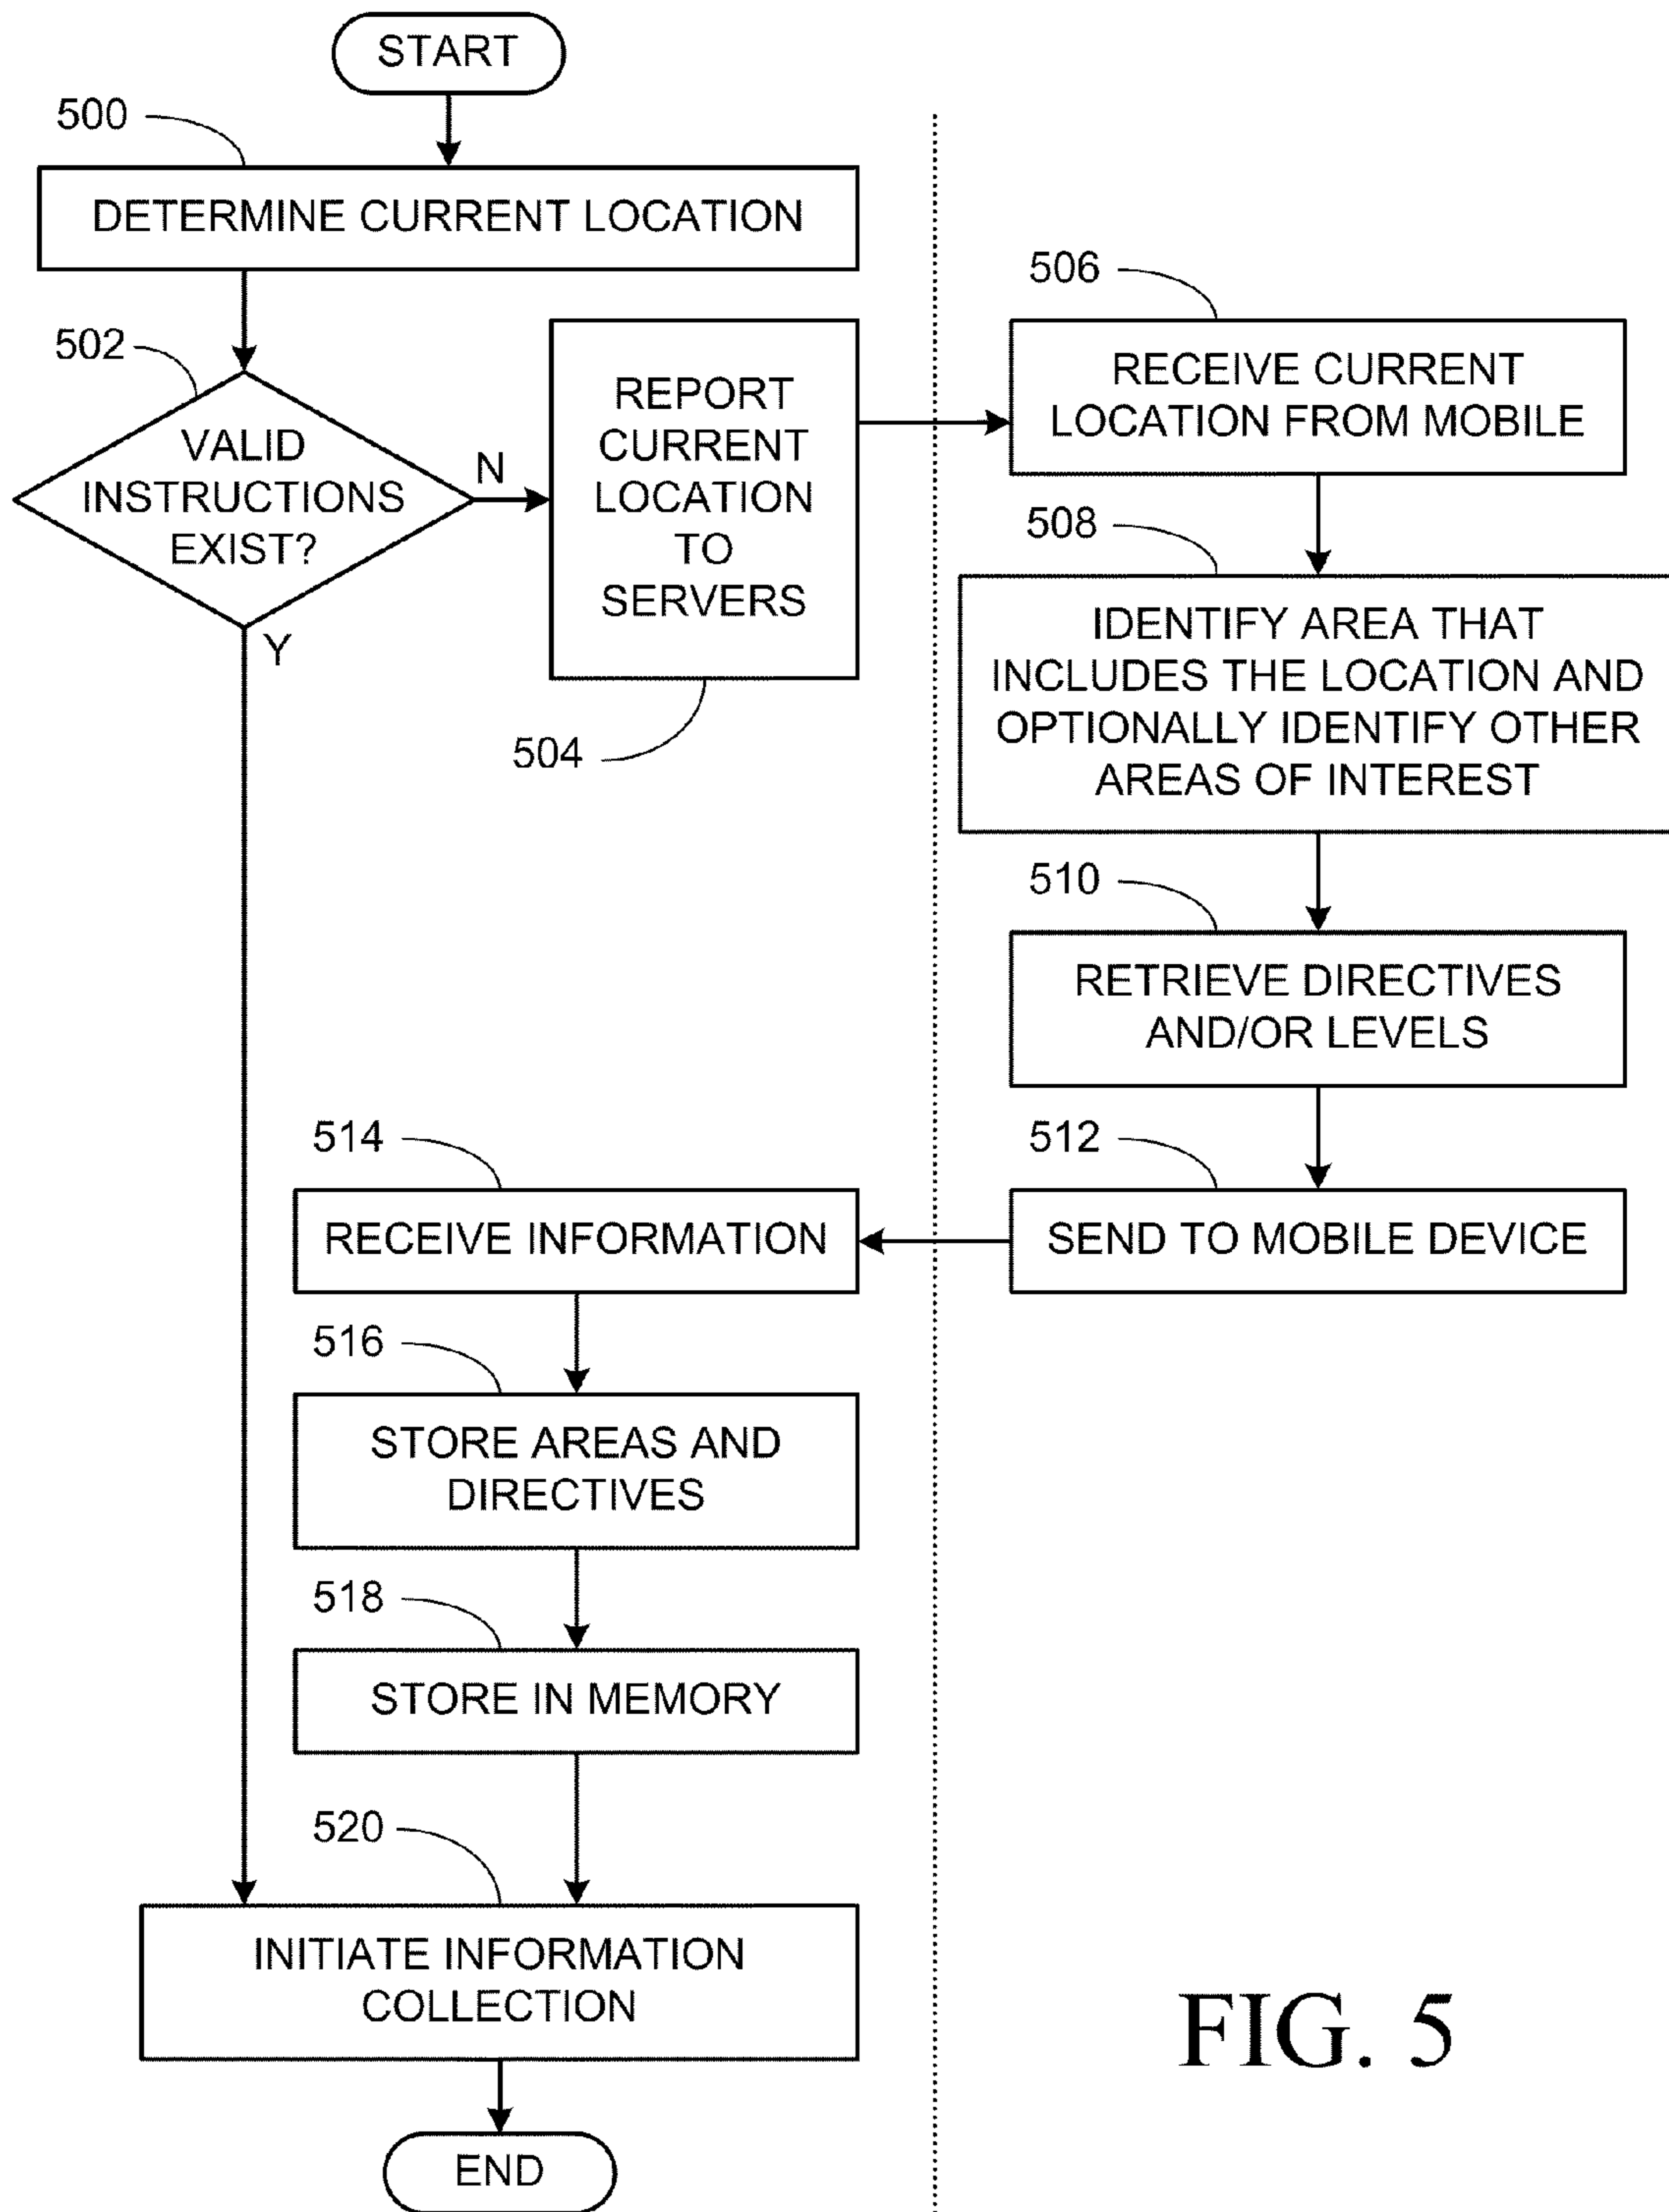 START
500
DETERMINE CURRENT LOCATION
502
VALID
INSTRUCTIONS
EXIST?
N
Y
REPORT
CURRENT
LOCATION
TO
SERVERS
504
506
RECEIVE CURRENT
LOCATION FROM MOBILE
508
IDENTIFY AREA THAT
INCLUDES THE LOCATION AND
OPTIONALLY IDENTIFY OTHER
AREAS OF INTEREST
510
RETRIEVE DIRECTIVES
AND/OR LEVELS
512
SEND TO MOBILE DEVICE
514
RECEIVE INFORMATION
516
STORE AREAS AND
DIRECTIVES
518
STORE IN MEMORY
520
INITIATE INFORMATION
COLLECTION
END
FIG. 5